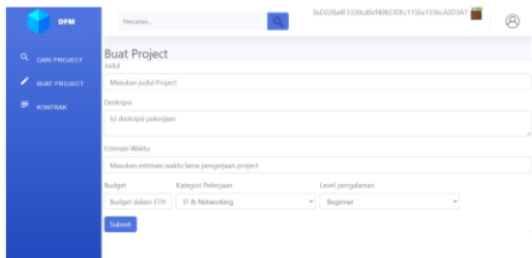 DFM
Pencarian...
CARI PROJECT
BUAT PROJECT
KONTRAK
Buat Project
Judul
Masukan Judul Project
Deskripsi
Isi deskripsi pekerjaan
Estimasi Waktu
Masukan estimasi waktu lama pengerjaan project
Budget Kategori Pekerjaan Level pengalaman
Budget dalam ETH IT & Networking Beginner
Submit